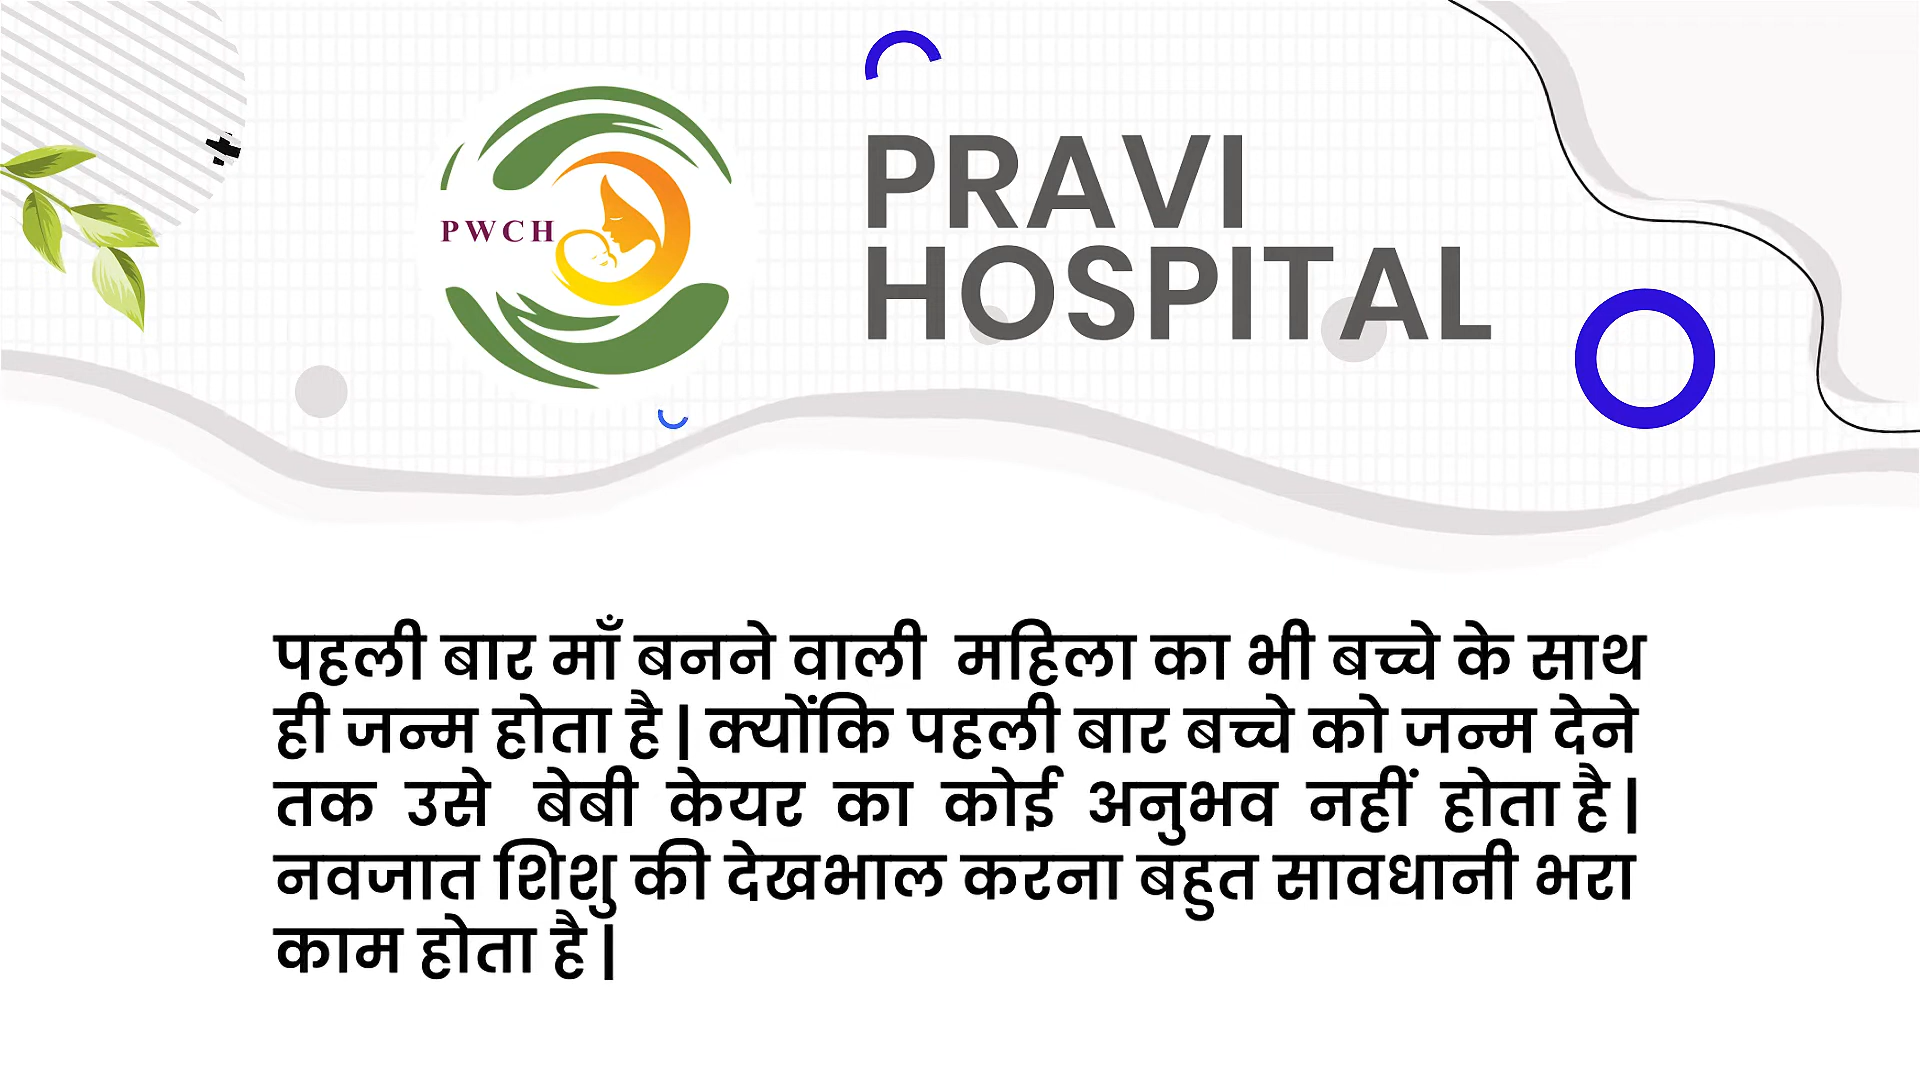 PWCH
PRAVI
HOSPITAL
पहली बार माँ बनने वाली महिला का भी बच्चे के साथ
ही जन्म होता है | क्योंकि पहली बार बच्चे को जन्म देने
तक उसे बेबी केयर का कोई अनुभव नहीं होता है |
नवजात शिशु की देखभाल करना बहुत सावधानी भरा
काम होता है |